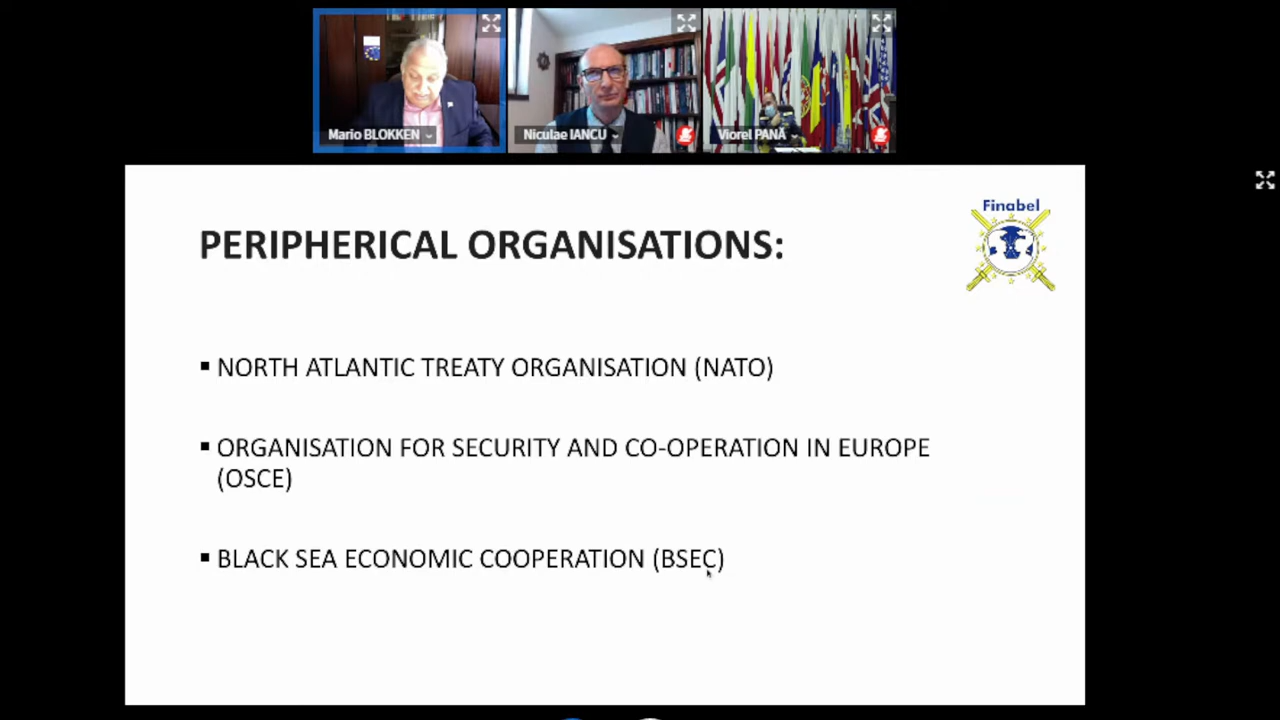 Mario BLOKKEN
Niculae IANCU
Viorel PANĂ
Finabel
PERIPHERICAL ORGANISATIONS:
▪ NORTH ATLANTIC TREATY ORGANISATION (NATO)
▪ ORGANISATION FOR SECURITY AND CO-OPERATION IN EUROPE
(OSCE)
▪ BLACK SEA ECONOMIC COOPERATION (BSEC)